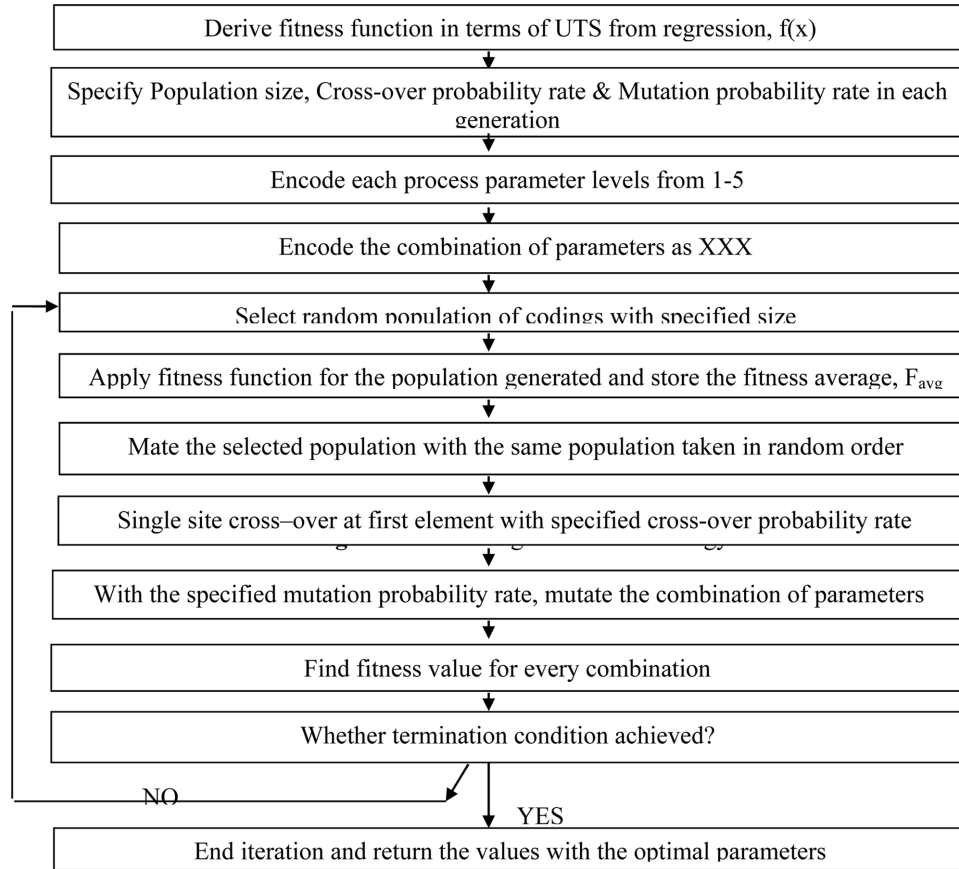 Derive fitness function in terms of UTS from regression, f(x)
Specify Population size, Cross-over probability rate & Mutation probability rate in each
generation
Encode each process parameter levels from 1-5
Encode the combination of parameters as XXX
Select random population of codings with specified size
Apply fitness function for the population generated and store the fitness average, Favg
Mate the selected population with the same population taken in random order
Single site cross–over at first element with specified cross-over probability rate
With the specified mutation probability rate, mutate the combination of parameters
Find fitness value for every combination
Whether termination condition achieved?
NO
YES
End iteration and return the values with the optimal parameters